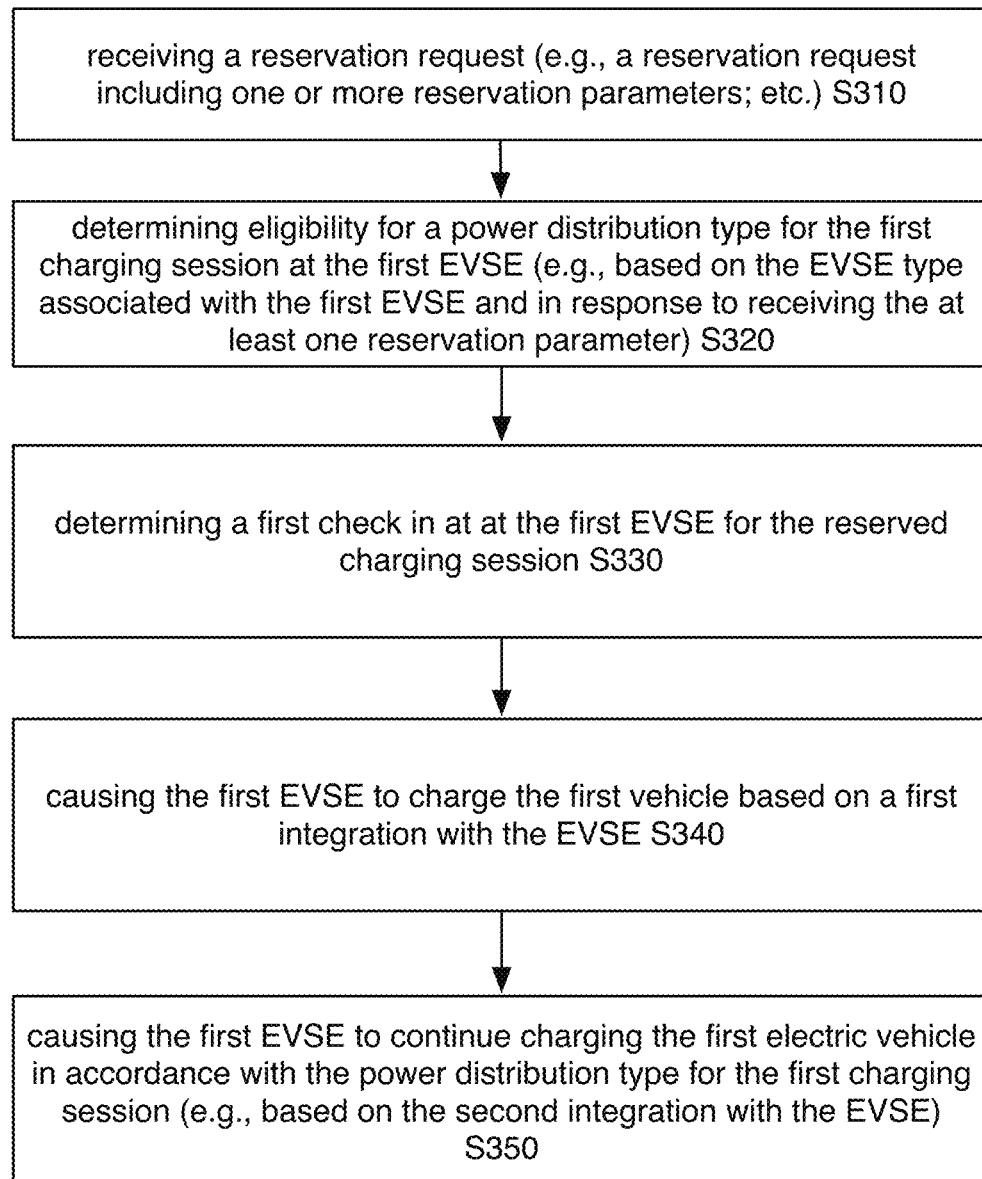 receiving a reservation request (e.g., a reservation request
including one or more reservation parameters; etc.) S310
determining eligibility for a power distribution type for the first
charging session at the first EVSE (e.g., based on the EVSE type
associated with the first EVSE and in response to receiving the at
least one reservation parameter) S320
determining a first check in at at the first EVSE for the reserved
charging session S330
causing the first EVSE to charge the first vehicle based on a first
integration with the EVSE S340
causing the first EVSE to continue charging the first electric vehicle
in accordance with the power distribution type for the first charging
session (e.g., based on the second integration with the EVSE)
S350